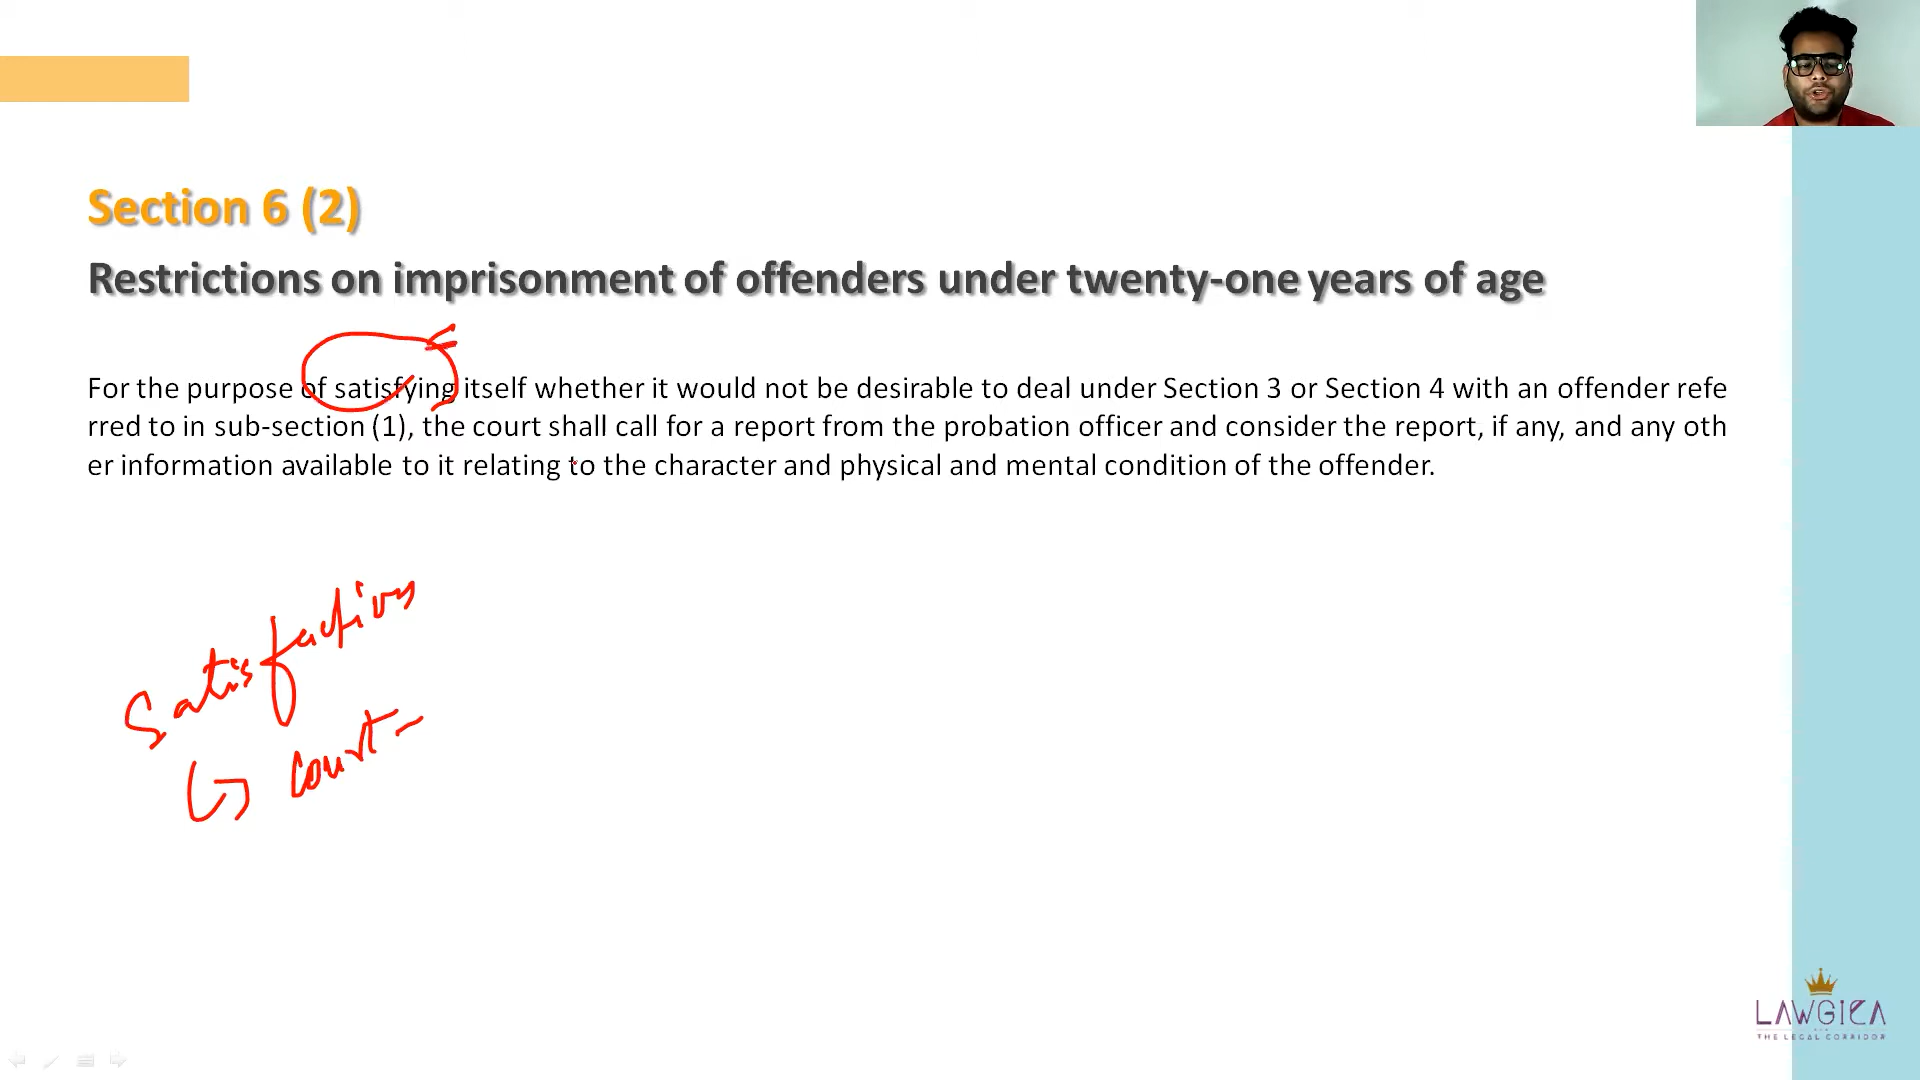 Section 6 (2)
Restrictions on imprisonment of offenders under twenty-one years of age
For the purpose of satisfying itself whether it would not be desirable to deal under Section 3 or Section 4 with an offender refe
rred to in sub-section (1), the court shall call for a report from the probation officer and consider the report, if any, and any oth
er information available to it relating to the character and physical and mental condition of the offender.
Satisfaction
↳ court -
LAWGICA
THE LEGAL CORRIDOR